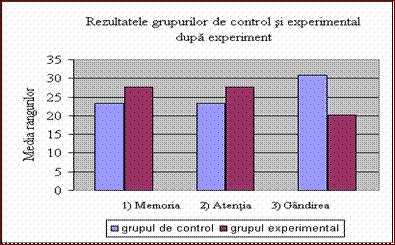 Rezultatele grupurilor de control şi experimental
după experiment
Media rangurilor
35
30
25
20
15
10
5
0
1) Memoria 2) Atenţia 3) Gândirea
grupul de control grupul experimental